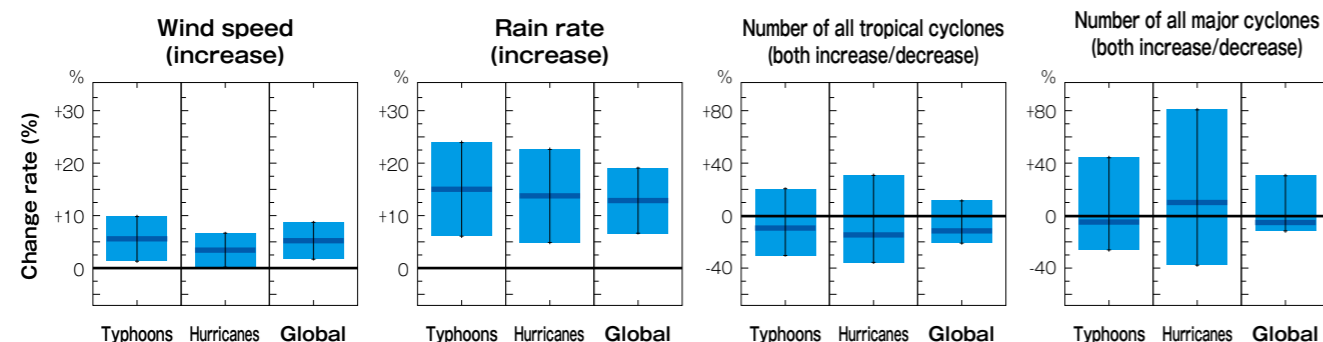 Wind speed
(increase)
Rain rate
(increase)
Number of all tropical cyclones
(both increase/decrease)
Number of all major cyclones
(both increase/decrease)
Change rate (%)
%
+30
+20
+10
0
%
+30
+20
+10
0
%
+80
+40
0
-40
%
+80
+40
0
-40
Typhoons Hurricanes Global
Typhoons Hurricanes Global
Typhoons Hurricanes Global
Typhoons Hurricanes Global